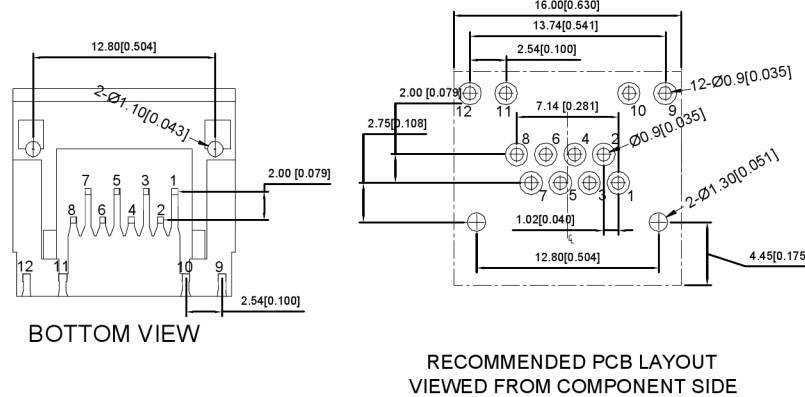 12.80[0.504]
2-Ø1.10[0.043]
7 5 3 1
8 6 4 2
2.00 [0.079]
12 11 10 9
2.54[0.100]
BOTTOM VIEW
16.00[0.630]
13.74[0.541]
2.54[0.100]
12-Ø0.9[0.035]
2.00 [0.079]
12 11 10 9
7.14 [0.281]
2.75[0.108]
Ø0.9[0.035]
8 6 4 2
7 5 3 1
2-Ø1.30[0.051]
1.02[0.040]
12.80[0.504]
4.45[0.175
RECOMMENDED PCB LAYOUT
VIEWED FROM COMPONENT SIDE